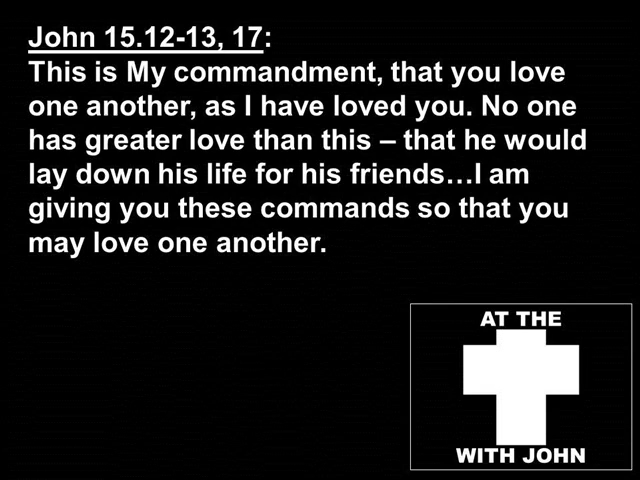 John 15.12-13, 17:
This is My commandment, that you love
one another, as I have loved you. No one
has greater love than this – that he would
lay down his life for his friends…I am
giving you these commands so that you
may love one another.
AT THE
WITH JOHN